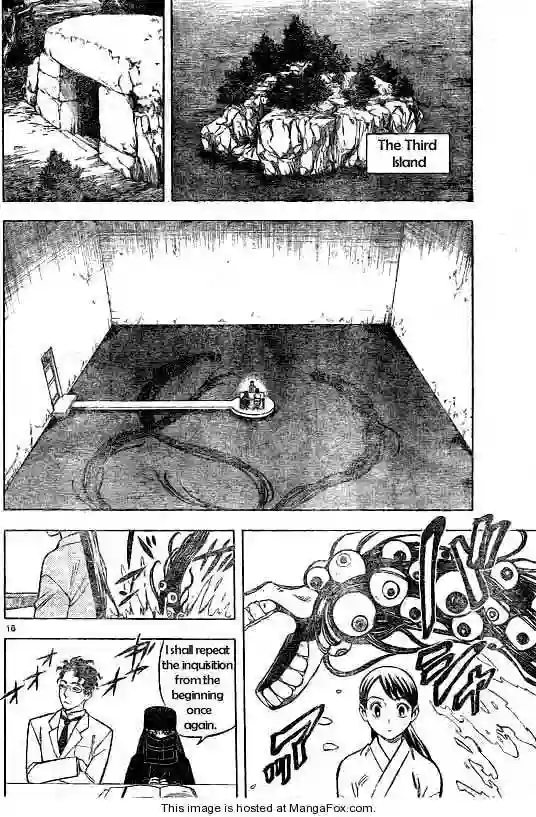 The Third
Island
16
I shall repeat
the inquisition
from the
beginning
once
again.
This image is hosted at MangaFox.com.